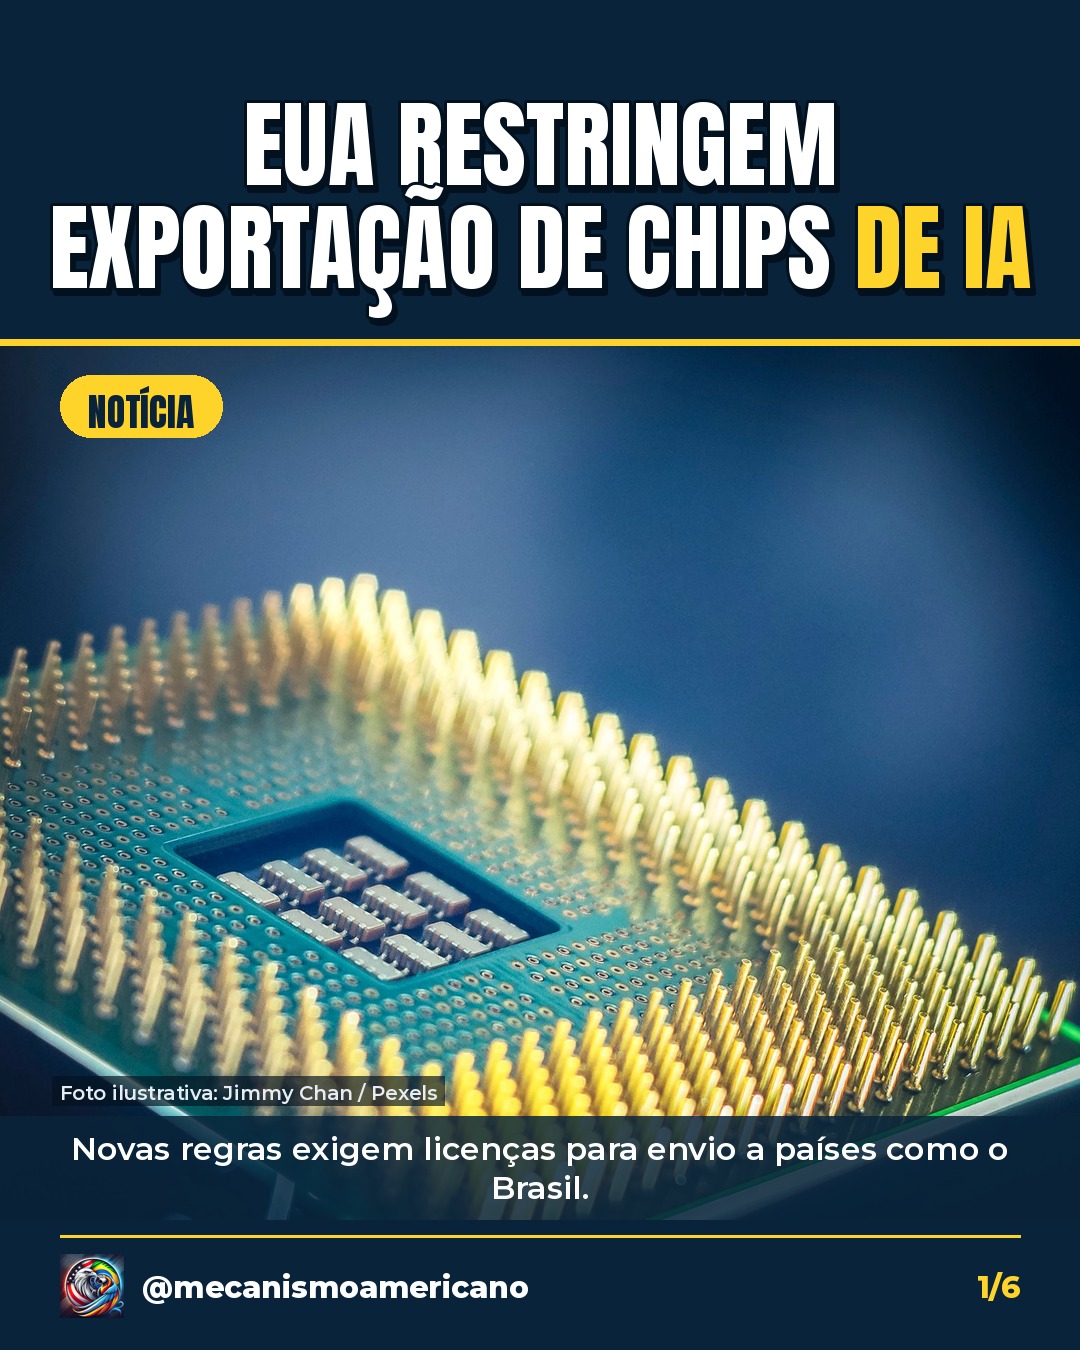 EUA RESTRINGEM
EXPORTAÇÃO DE CHIPS DE IA
NOTÍCIA
Foto ilustrativa: Jimmy Chan / Pexels
Novas regras exigem licenças para envio a países como o
Brasil.
@mecanismoamericano
1/6